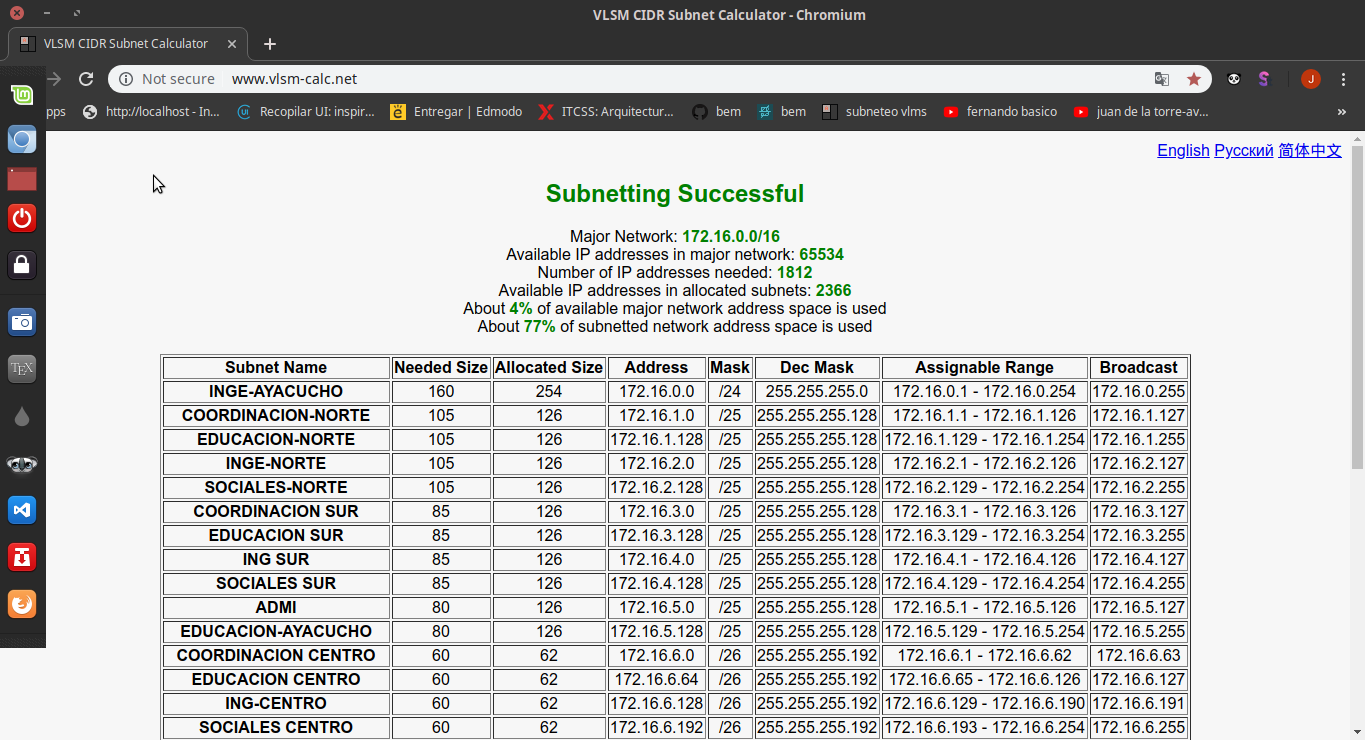 VLSM CIDR Subnet Calculator - Chromium
VLSM CIDR Subnet Calculator
Not secure www.vlsm-calc.net J
pps http://localhost - In... Recopilar UI: inspir... Entregar | Edmodo ITCSS: Arquitectur... bem bem subneteo vlms fernando basico juan de la torre-av... »
English Русский 简体中文
Subnetting Successful
Major Network: 172.16.0.0/16
Available IP addresses in major network: 65534
Number of IP addresses needed: 1812
Available IP addresses in allocated subnets: 2366
About 4% of available major network address space is used
About 77% of subnetted network address space is used
Subnet Name Needed Size Allocated Size Address Mask Dec Mask Assignable Range Broadcast
INGE-AYACUCHO 160 254 172.16.0.0 /24 255.255.255.0 172.16.0.1 - 172.16.0.254 172.16.0.255
COORDINACION-NORTE 105 126 172.16.1.0 /25 255.255.255.128 172.16.1.1 - 172.16.1.126 172.16.1.127
EDUCACION-NORTE 105 126 172.16.1.128 /25 255.255.255.128 172.16.1.129 - 172.16.1.254 172.16.1.255
INGE-NORTE 105 126 172.16.2.0 /25 255.255.255.128 172.16.2.1 - 172.16.2.126 172.16.2.127
SOCIALES-NORTE 105 126 172.16.2.128 /25 255.255.255.128 172.16.2.129 - 172.16.2.254 172.16.2.255
COORDINACION SUR 85 126 172.16.3.0 /25 255.255.255.128 172.16.3.1 - 172.16.3.126 172.16.3.127
EDUCACION SUR 85 126 172.16.3.128 /25 255.255.255.128 172.16.3.129 - 172.16.3.254 172.16.3.255
ING SUR 85 126 172.16.4.0 /25 255.255.255.128 172.16.4.1 - 172.16.4.126 172.16.4.127
SOCIALES SUR 85 126 172.16.4.128 /25 255.255.255.128 172.16.4.129 - 172.16.4.254 172.16.4.255
ADMI 80 126 172.16.5.0 /25 255.255.255.128 172.16.5.1 - 172.16.5.126 172.16.5.127
EDUCACION-AYACUCHO 80 126 172.16.5.128 /25 255.255.255.128 172.16.5.129 - 172.16.5.254 172.16.5.255
COORDINACION CENTRO 60 62 172.16.6.0 /26 255.255.255.192 172.16.6.1 - 172.16.6.62 172.16.6.63
EDUCACION CENTRO 60 62 172.16.6.64 /26 255.255.255.192 172.16.6.65 - 172.16.6.126 172.16.6.127
ING-CENTRO 60 62 172.16.6.128 /26 255.255.255.192 172.16.6.129 - 172.16.6.190 172.16.6.191
SOCIALES CENTRO 60 62 172.16.6.192 /26 255.255.255.192 172.16.6.193 - 172.16.6.254 172.16.6.255
TEX